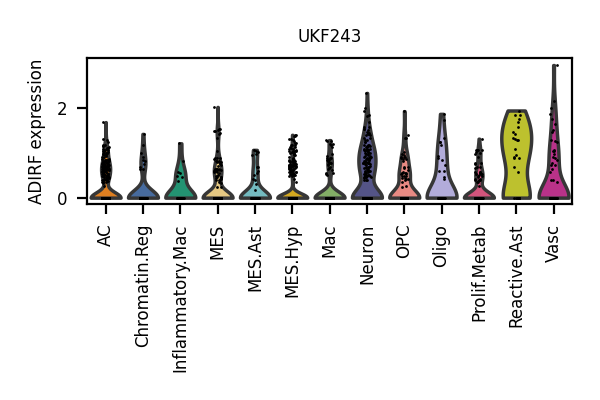 UKF243
ADIRF expression
2
0
AC
Chromatin.Reg
Inflammatory.Mac
MES
MES.Ast
MES.Hyp
Mac
Neuron
OPC
Oligo
Prolif.Metab
Reactive.Ast
Vasc